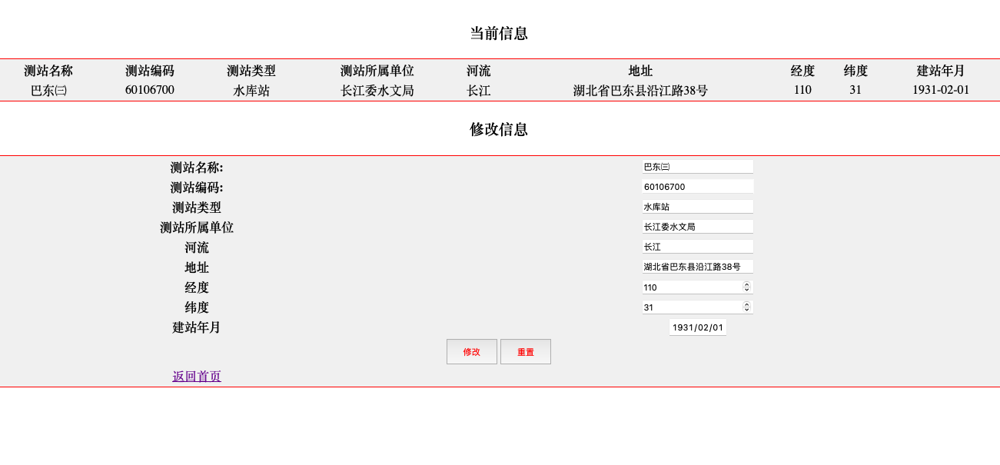 当前信息
测站名称 测站编码 测站类型 测站所属单位 河流 地址 经度 纬度 建站年月
巴东㈢ 60106700 水库站 长江委水文局 长江 湖北省巴东县沿江路38号 110 31 1931-02-01
修改信息
测站名称: 巴东㈢
测站编码: 60106700
测站类型 水库站
测站所属单位 长江委水文局
河流 长江
地址 湖北省巴东县沿江路38号
经度 110
纬度 31
建站年月 1931/02/01
修改 重置
返回首页